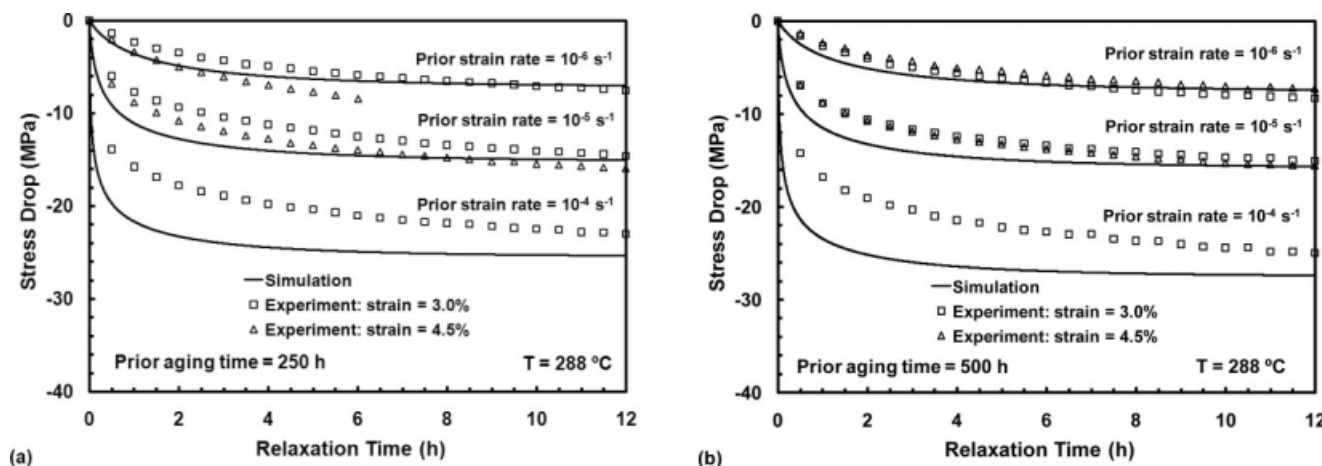 0
-10
-20
-30
-40
Stress Drop (MPa)
Prior strain rate = 10⁻⁶ s⁻¹
Prior strain rate = 10⁻⁵ s⁻¹
Prior strain rate = 10⁻⁴ s⁻¹
Simulation
Experiment: strain = 3.0%
Experiment: strain = 4.5%
Prior aging time = 250 h
T = 288 ºC
0 2 4 6 8 10 12
Relaxation Time (h)
(a)
0
-10
-20
-30
-40
Stress Drop (MPa)
Prior strain rate = 10⁻⁶ s⁻¹
Prior strain rate = 10⁻⁵ s⁻¹
Prior strain rate = 10⁻⁴ s⁻¹
Simulation
Experiment: strain = 3.0%
Experiment: strain = 4.5%
Prior aging time = 500 h
T = 288 ºC
0 2 4 6 8 10 12
Relaxation Time (h)
(b)